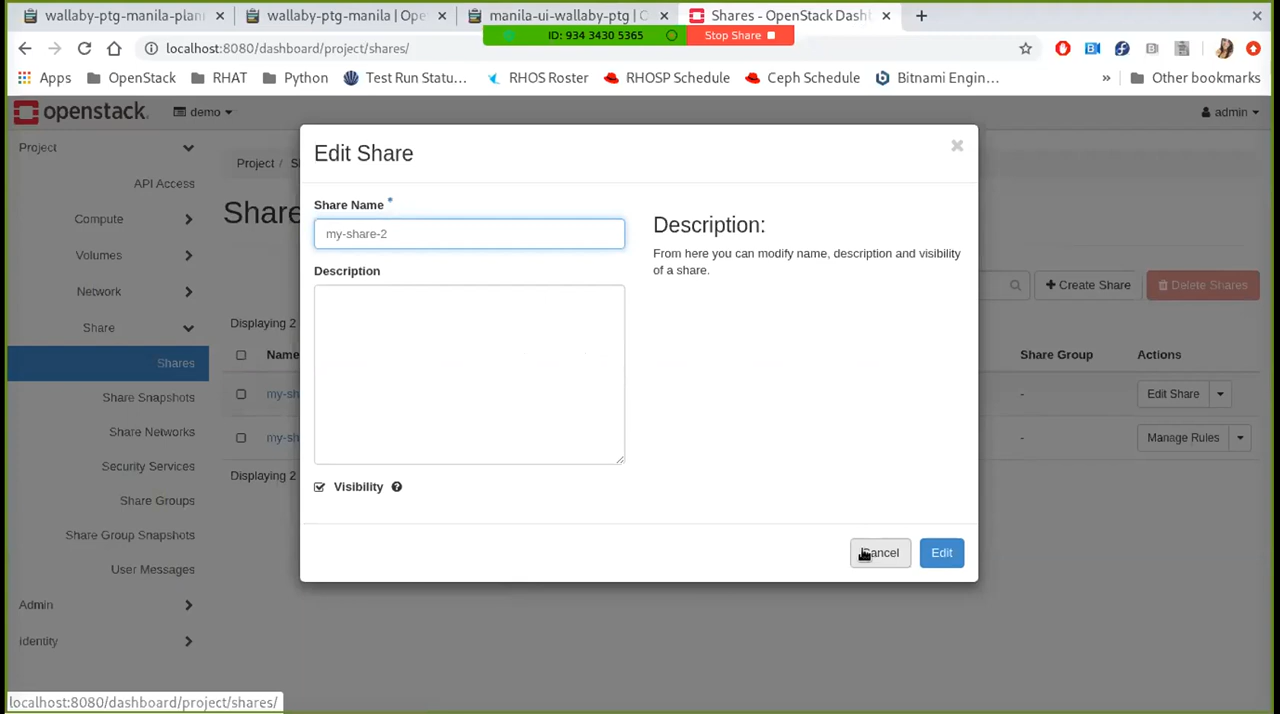 wallaby-ptg-manila-plan
wallaby-ptg-manila | Ope
manila-ui-wallaby-ptg | O
Shares - OpenStack Dash
ID: 934 3430 5365
Stop Share
localhost:8080/dashboard/project/shares/
Apps
OpenStack
RHAT
Python
Test Run Statu...
RHOS Roster
RHOSP Schedule
Ceph Schedule
Bitnami Engin...
Other bookmarks
openstack.
demo
admin
Project
API Access
Compute
Volumes
Network
Share
Shares
Share Snapshots
Share Networks
Security Services
Share Groups
Share Group Snapshots
User Messages
Admin
Identity
Project /
Share
Create Share
Delete Shares
Displaying 2
Name
Share Group
Actions
my-sh
-
Edit Share
my-sh
-
Manage Rules
Displaying 2
Edit Share
Share Name *
my-share-2
Description
Visibility
Description:
From here you can modify name, description and visibility
of a share.
Cancel
Edit
localhost:8080/dashboard/project/shares/